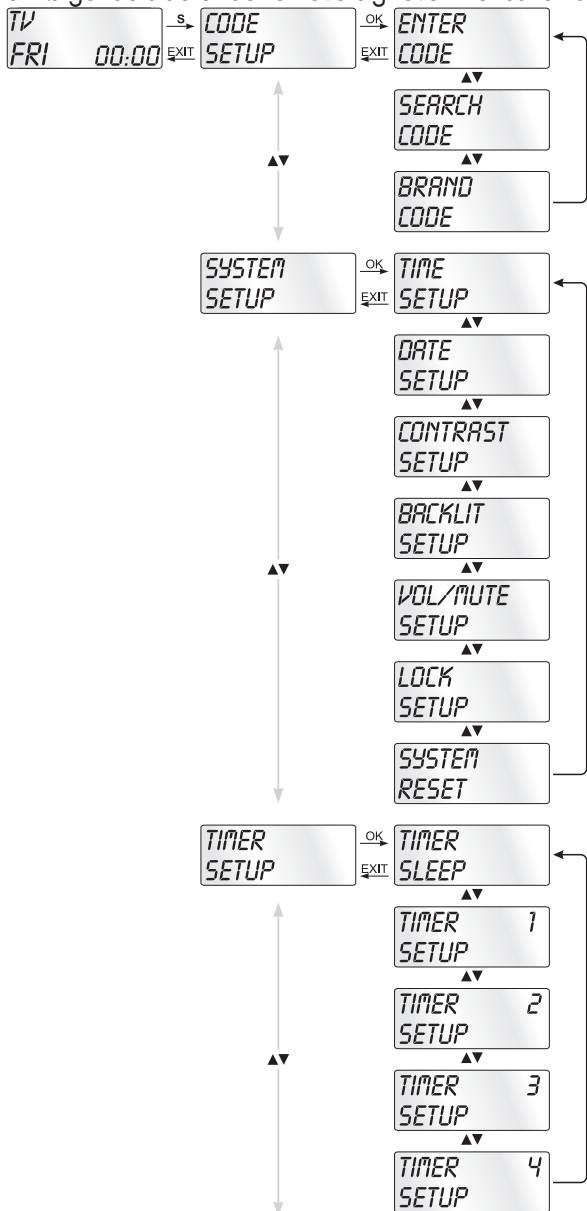 TV
FRI 00:00
S
EXIT
CODE
SETUP
OK
EXIT
ENTER
CODE
▲▼
SEARCH
CODE
▲▼
BRAND
CODE
▲▼
SYSTEM
SETUP
OK
EXIT
TIME
SETUP
▲▼
DATE
SETUP
▲▼
CONTRAST
SETUP
▲▼
BACKLIT
SETUP
▲▼
VOL/MUTE
SETUP
▲▼
LOCK
SETUP
▲▼
SYSTEM
RESET
▲▼
TIMER
SETUP
OK
EXIT
TIMER
SLEEP
▲▼
TIMER 1
SETUP
▲▼
TIMER 2
SETUP
▲▼
TIMER 3
SETUP
▲▼
TIMER 4
SETUP
▲▼